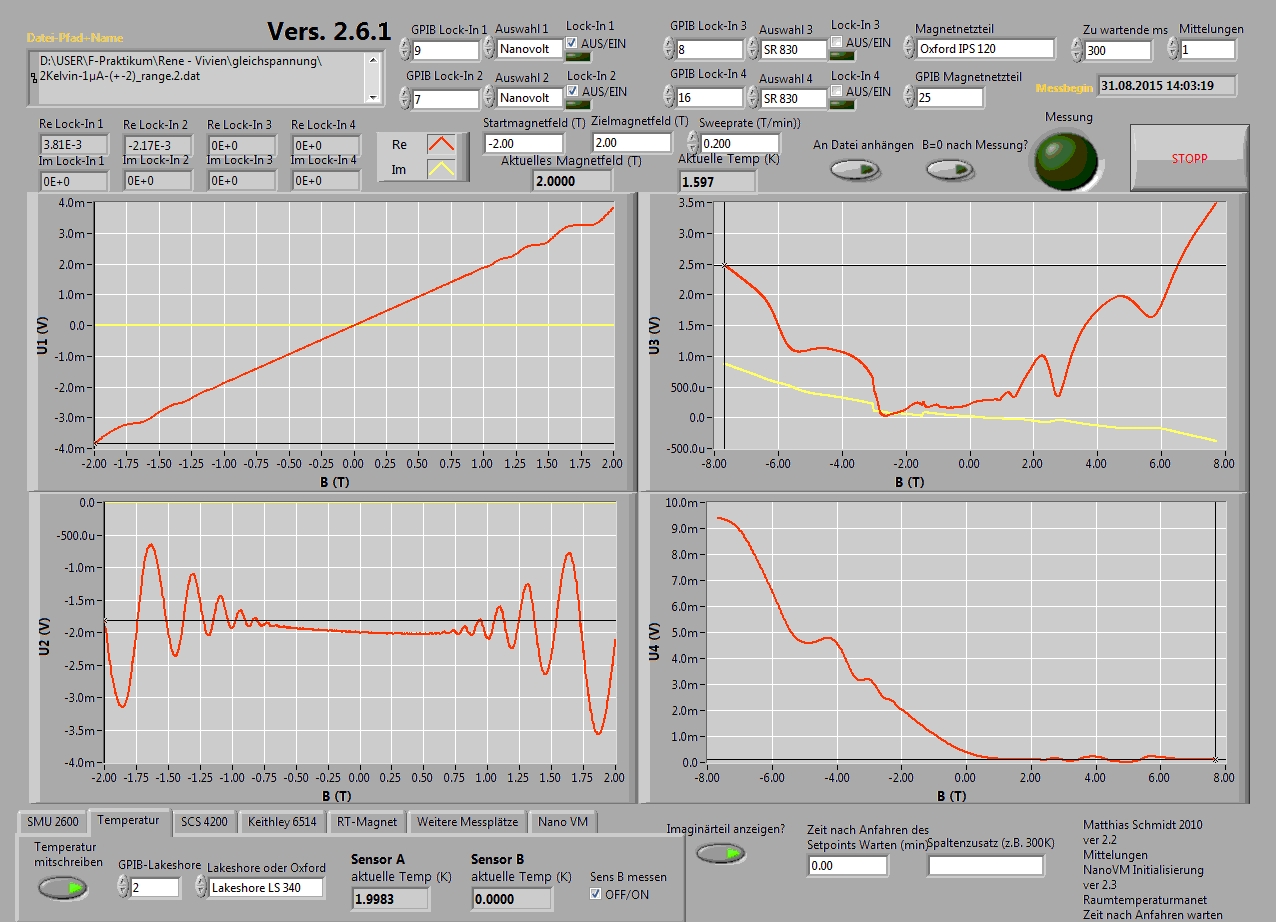 Datei-Pfad+Name
Vers. 2.6.1
D:\USER\F-Praktikum\Rene - Vivien\gleichspannung\
2Kelvin-1µA-(+-2)_range.2.dat
GPIB Lock-In 1 Auswahl 1 Lock-In 1
9 Nanovolt AUS/EIN
GPIB Lock-In 2 Auswahl 2 Lock-In 2
7 Nanovolt AUS/EIN
GPIB Lock-In 3 Auswahl 3 Lock-In 3
8 SR 830 AUS/EIN
GPIB Lock-In 4 Auswahl 4 Lock-In 4
16 SR 830 AUS/EIN
Magnetnetzteil
Oxford IPS 120
GPIB Magnetnetzteil
25
Zu wartende ms Mittelungen
300 1
Messbegin 31.08.2015 14:03:19
Re Lock-In 1 Re Lock-In 2 Re Lock-In 3 Re Lock-In 4
3.81E-3 -2.17E-3 0E+0 0E+0
Im Lock-In 1 Im Lock-In 2 Im Lock-In 3 Im Lock-In 4
0E+0 0E+0 0E+0 0E+0
Re
Im
Startmagnetfeld (T) Zielmagnetfeld (T) Sweeprate (T/min))
-2.00 2.00 0.200
Aktuelles Magnetfeld (T) Aktuelle Temp (K)
2.0000 1.597
An Datei anhängen B=0 nach Messung?
Messung
STOPP
4.0m
3.0m
2.0m
1.0m
0.0
-1.0m
-2.0m
-3.0m
-4.0m
U1 (V)
-2.00 -1.75 -1.50 -1.25 -1.00 -0.75 -0.50 -0.25 0.00 0.25 0.50 0.75 1.00 1.25 1.50 1.75 2.00
B (T)
3.5m
3.0m
2.5m
2.0m
1.5m
1.0m
500.0u
0.0
-500.0u
U3 (V)
-8.00 -6.00 -4.00 -2.00 0.00 2.00 4.00 6.00 8.00
B (T)
0.0
-500.0u
-1.0m
-1.5m
-2.0m
-2.5m
-3.0m
-3.5m
-4.0m
U2 (V)
-2.00 -1.75 -1.50 -1.25 -1.00 -0.75 -0.50 -0.25 0.00 0.25 0.50 0.75 1.00 1.25 1.50 1.75 2.00
B (T)
10.0m
9.0m
8.0m
7.0m
6.0m
5.0m
4.0m
3.0m
2.0m
1.0m
0.0
U4 (V)
-8.00 -6.00 -4.00 -2.00 0.00 2.00 4.00 6.00 8.00
B (T)
SMU 2600 Temperatur SCS 4200 Keithley 6514 RT-Magnet Weitere Messplätze Nano VM
Temperatur
mitschreiben
GPIB-Lakeshore Lakeshore oder Oxford
2 Lakeshore LS 340
Sensor A
aktuelle Temp (K)
1.9983
Sensor B
aktuelle Temp (K)
0.0000
Sens B messen
OFF/ON
Imaginärteil anzeigen?
Zeit nach Anfahren des
Setpoints Warten (min)
0.00
Spaltenzusatz (z.B. 300K)
Matthias Schmidt 2010
ver 2.2
Mittelungen
NanoVM Initialisierung
ver 2.3
Raumtemperaturmanet
Zeit nach Anfahren warten